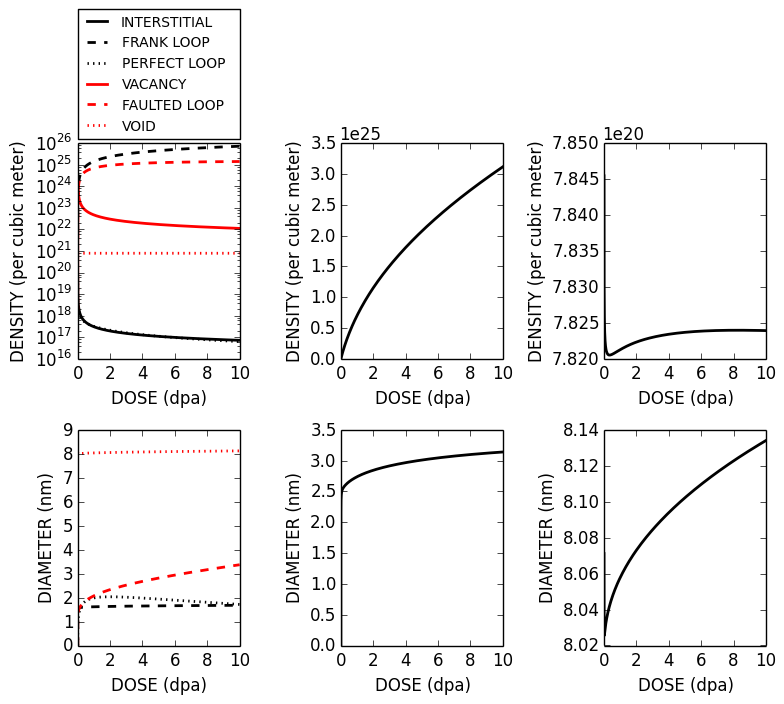 INTERSTITIAL
FRANK LOOP
PERFECT LOOP
VACANCY
FAULTED LOOP
VOID
DENSITY (per cubic meter)
10^26
10^25
10^24
10^23
10^22
10^21
10^20
10^19
10^18
10^17
10^16
0 2 4 6 8 10
DOSE (dpa)
1e25
DENSITY (per cubic meter)
3.5
3.0
2.5
2.0
1.5
1.0
0.5
0.0
0 2 4 6 8 10
DOSE (dpa)
1e20
DENSITY (per cubic meter)
7.850
7.845
7.840
7.835
7.830
7.825
7.820
0 2 4 6 8 10
DOSE (dpa)
DIAMETER (nm)
9
8
7
6
5
4
3
2
1
0
0 2 4 6 8 10
DOSE (dpa)
DIAMETER (nm)
3.5
3.0
2.5
2.0
1.5
1.0
0.5
0.0
0 2 4 6 8 10
DOSE (dpa)
DIAMETER (nm)
8.14
8.12
8.10
8.08
8.06
8.04
8.02
0 2 4 6 8 10
DOSE (dpa)